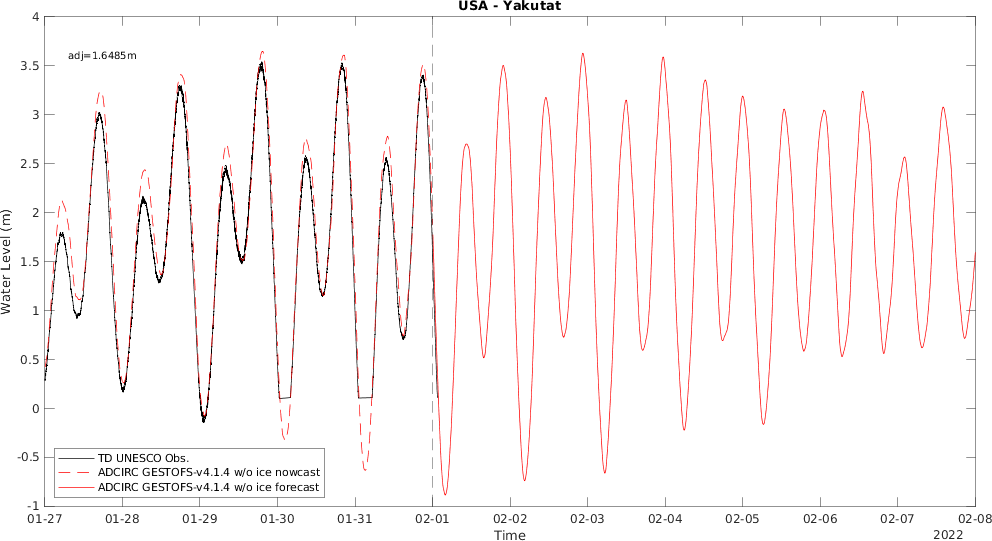 USA - Yakutat
adj=1.6485m
4
3.5
3
2.5
2
1.5
1
0.5
0
-0.5
-1
Water Level (m)
TD UNESCO Obs.
ADCIRC GESTOFS-v4.1.4 w/o ice nowcast
ADCIRC GESTOFS-v4.1.4 w/o ice forecast
01-27 01-28 01-29 01-30 01-31 02-01 02-02 02-03 02-04 02-05 02-06 02-07 02-08
Time
2022